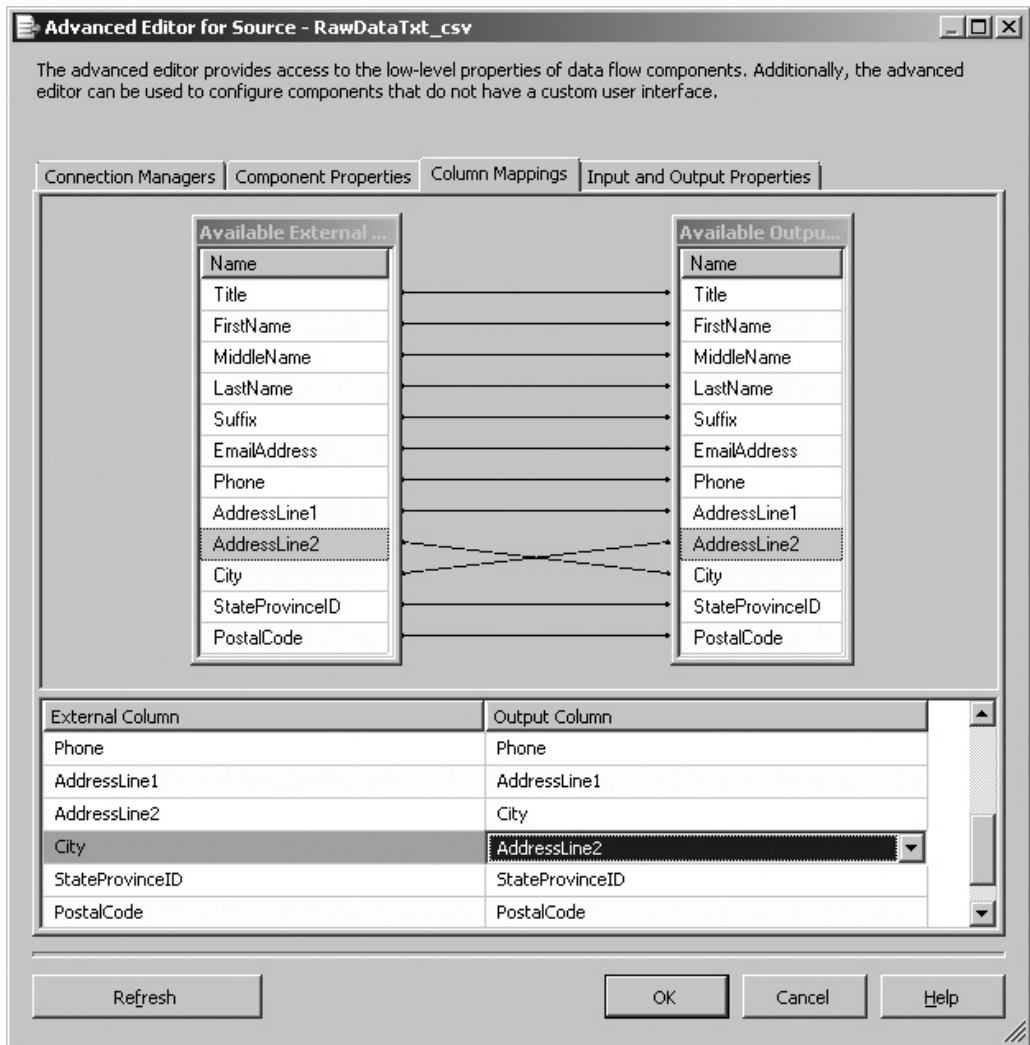 Advanced Editor for Source - RawDataTxt_csv
The advanced editor provides access to the low-level properties of data flow components. Additionally, the advanced
editor can be used to configure components that do not have a custom user interface.
Connection Managers Component Properties Column Mappings Input and Output Properties
Available External ... Available Outpu...
Name Name
Title Title
FirstName FirstName
MiddleName MiddleName
LastName LastName
Suffix Suffix
EmailAddress EmailAddress
Phone Phone
AddressLine1 AddressLine1
AddressLine2 AddressLine2
City City
StateProvinceID StateProvinceID
PostalCode PostalCode
External Column Output Column
Phone Phone
AddressLine1 AddressLine1
AddressLine2 City
City AddressLine2
StateProvinceID StateProvinceID
PostalCode PostalCode
Refresh OK Cancel Help